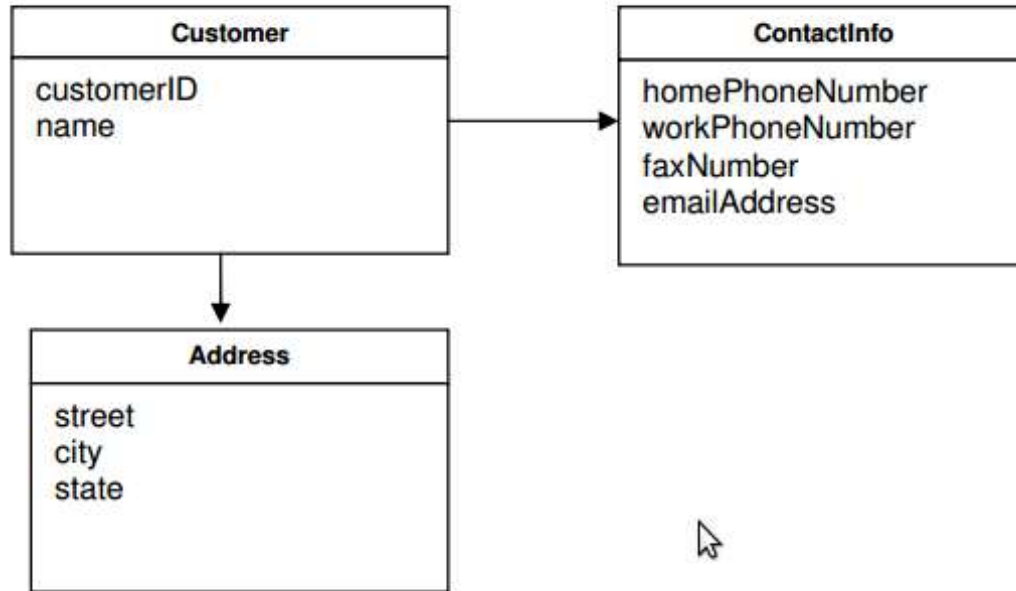 Customer
customerID
name
ContactInfo
homePhoneNumber
workPhoneNumber
faxNumber
emailAddress
Address
street
city
state